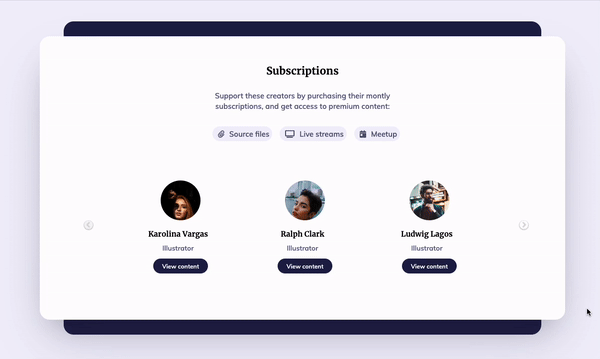 Subscriptions
Support these creators by purchasing their montly
subscriptions, and get access to premium content:
Source files
Live streams
Meetup
Karolina Vargas
Ralph Clark
Ludwig Lagos
Illustrator
Illustrator
Illustrator
View content
View content
View content